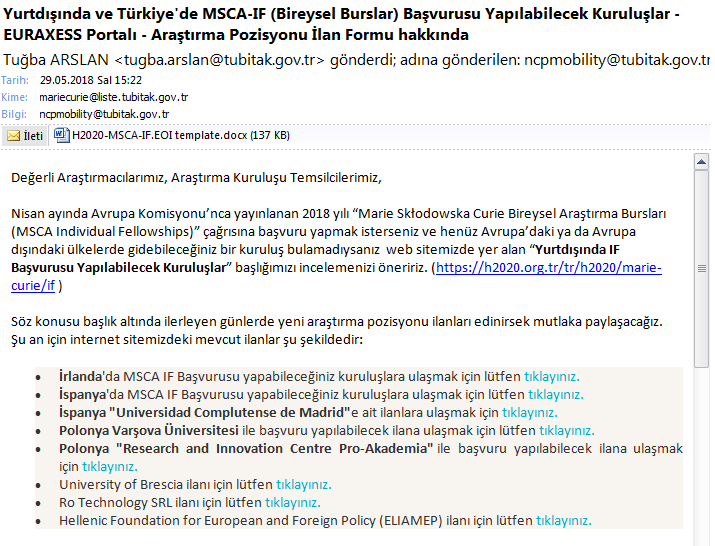 Yurtdışında ve Türkiye'de MSCA-IF (Bireysel Burslar) Başvurusu Yapılabilecek Kuruluşlar -
EURAXESS Portalı - Araştırma Pozisyonu İlan Formu hakkında
Tuğba ARSLAN <tugba.arslan@tubitak.gov.tr> gönderdi; adına gönderilen: ncpmobility@tubitak.gov.tr
Tarih: 29.05.2018 Sal 15:22
Kime: mariecurie@liste.tubitak.gov.tr
Bilgi: ncpmobility@tubitak.gov.tr
İleti H2020-MSCA-IF.EOI template.docx (137 KB)
Değerli Araştırmacılarımız, Araştırma Kuruluşu Temsilcilerimiz,
Nisan ayında Avrupa Komisyonu'nca yayınlanan 2018 yılı “Marie Skłodowska Curie Bireysel Araştırma Bursları
(MSCA Individual Fellowships)” çağrısına başvuru yapmak isterseniz ve henüz Avrupa’daki ya da Avrupa
dışındaki ülkelerde gidebileceğiniz bir kuruluş bulamadıysanız web sitemizde yer alan “Yurtdışında IF
Başvurusu Yapılabilecek Kuruluşlar” başlığımızı incelemenizi öneririz. (https://h2020.org.tr/tr/h2020/marie-
curie/if )
Söz konusu başlık altında ilerleyen günlerde yeni araştırma pozisyonu ilanları edinirsek mutlaka paylaşacağız.
Şu an için internet sitemizdeki mevcut ilanlar şu şekildedir:
• İrlanda'da MSCA IF Başvurusu yapabileceğiniz kuruluşlara ulaşmak için lütfen tıklayınız.
• İspanya'da MSCA IF Başvurusu yapabileceğiniz kuruluşlara ulaşmak için lütfen tıklayınız.
• İspanya "Universidad Complutense de Madrid"e ait ilanlara ulaşmak için tıklayınız.
• Polonya Varşova Üniversitesi ile başvuru yapılabilecek ilana ulaşmak için lütfen tıklayınız.
• Polonya "Research and Innovation Centre Pro-Akademia" ile başvuru yapılabilecek ilana ulaşmak
için tıklayınız.
• University of Brescia ilanı için lütfen tıklayınız.
• Ro Technology SRL ilanı için lütfen tıklayınız.
• Hellenic Foundation for European and Foreign Policy (ELIAMEP) ilanı için lütfen tıklayınız.